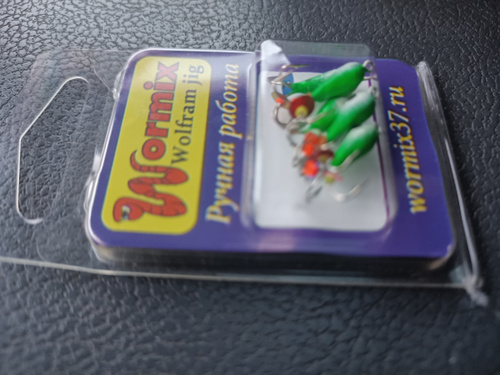 Wormix
Wolfram jig
Ручная работа
wormix37.ru